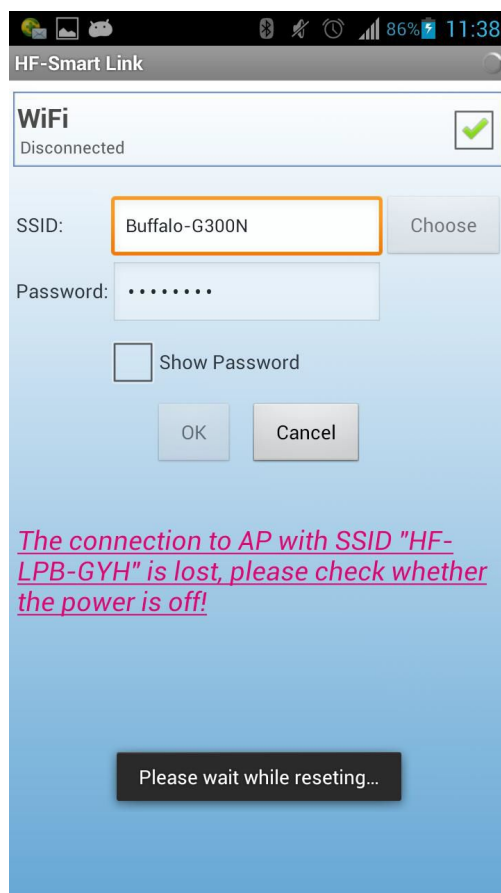 86% 11:38
HF-Smart Link
WiFi
Disconnected
SSID: Buffalo-G300N Choose
Password: ········
Show Password
OK Cancel
The connection to AP with SSID "HF-
LPB-GYH" is lost, please check whether
the power is off!
Please wait while reseting...